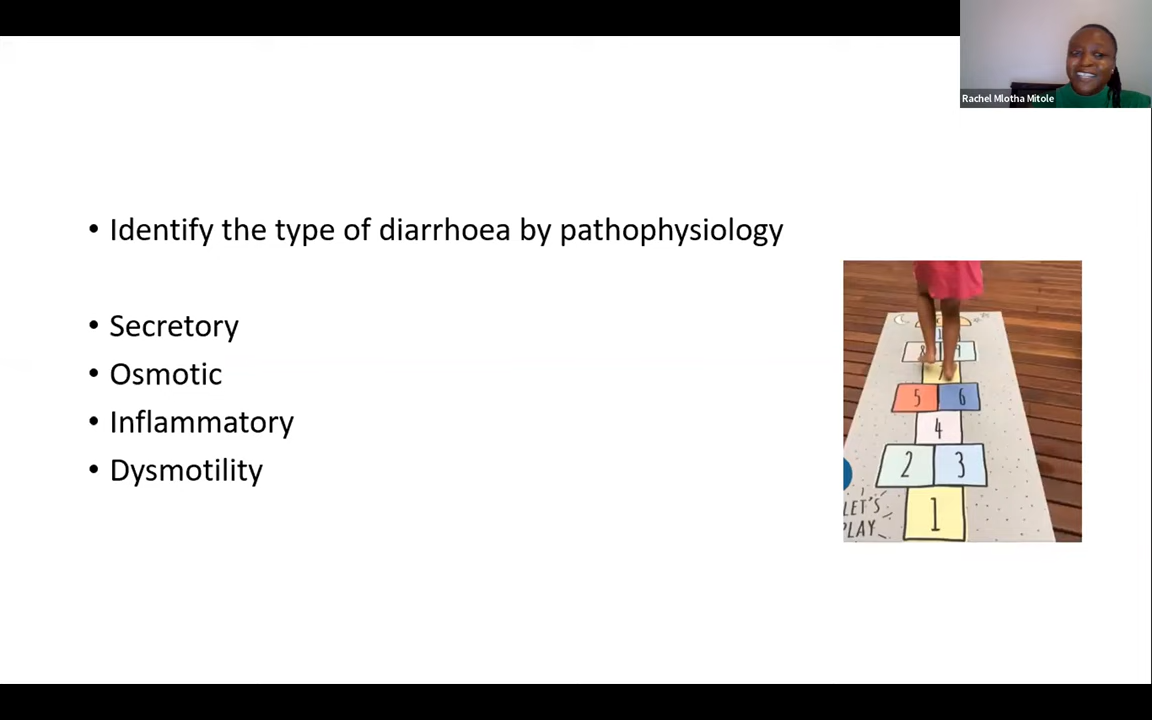 Rachel Mlotha Mitole
• Identify the type of diarrhoea by pathophysiology
• Secretory
• Osmotic
• Inflammatory
• Dysmotility
7
5 6
4
2 3
LET'S
PLAY
1